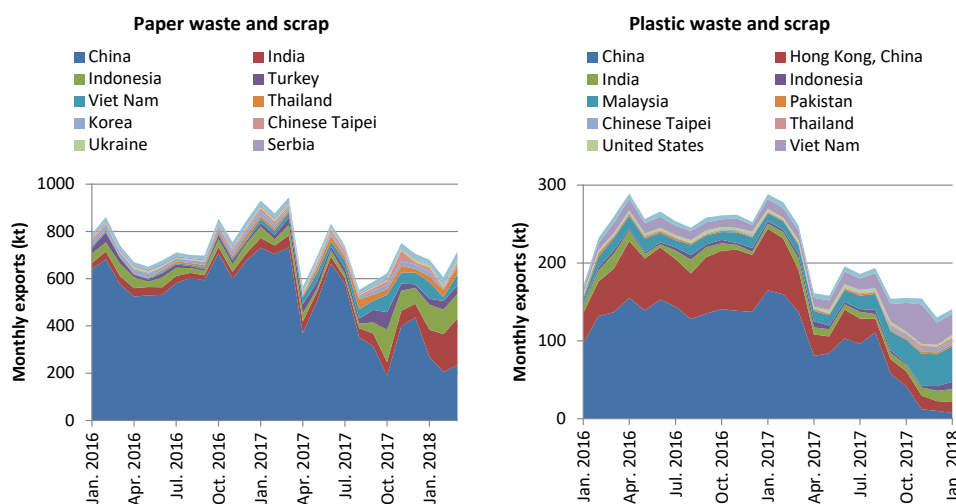 Paper waste and scrap
China
India
Indonesia
Turkey
Viet Nam
Thailand
Korea
Chinese Taipei
Ukraine
Serbia
Monthly exports (kt)
1000
800
600
400
200
0
Jan. 2016
Apr. 2016
Jul. 2016
Oct. 2016
Jan. 2017
Apr. 2017
Jul. 2017
Oct. 2017
Jan. 2018
Plastic waste and scrap
China
Hong Kong, China
India
Indonesia
Malaysia
Pakistan
Chinese Taipei
Thailand
United States
Viet Nam
Monthly exports (kt)
300
200
100
0
Jan. 2016
Apr. 2016
Jul. 2016
Oct. 2016
Jan. 2017
Apr. 2017
Jul. 2017
Oct. 2017
Jan. 2018